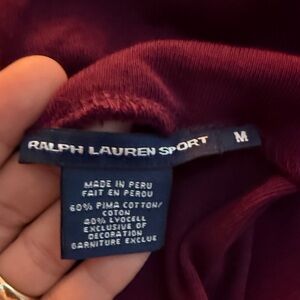 RALPH LAUREN SPORT M
MADE IN PERU
FAIT EN PEROU
60% PIMA COTTON/
COTON
40% LYOCELL
EXCLUSIVE OF
DECORATION
GARNITURE EXCLUE